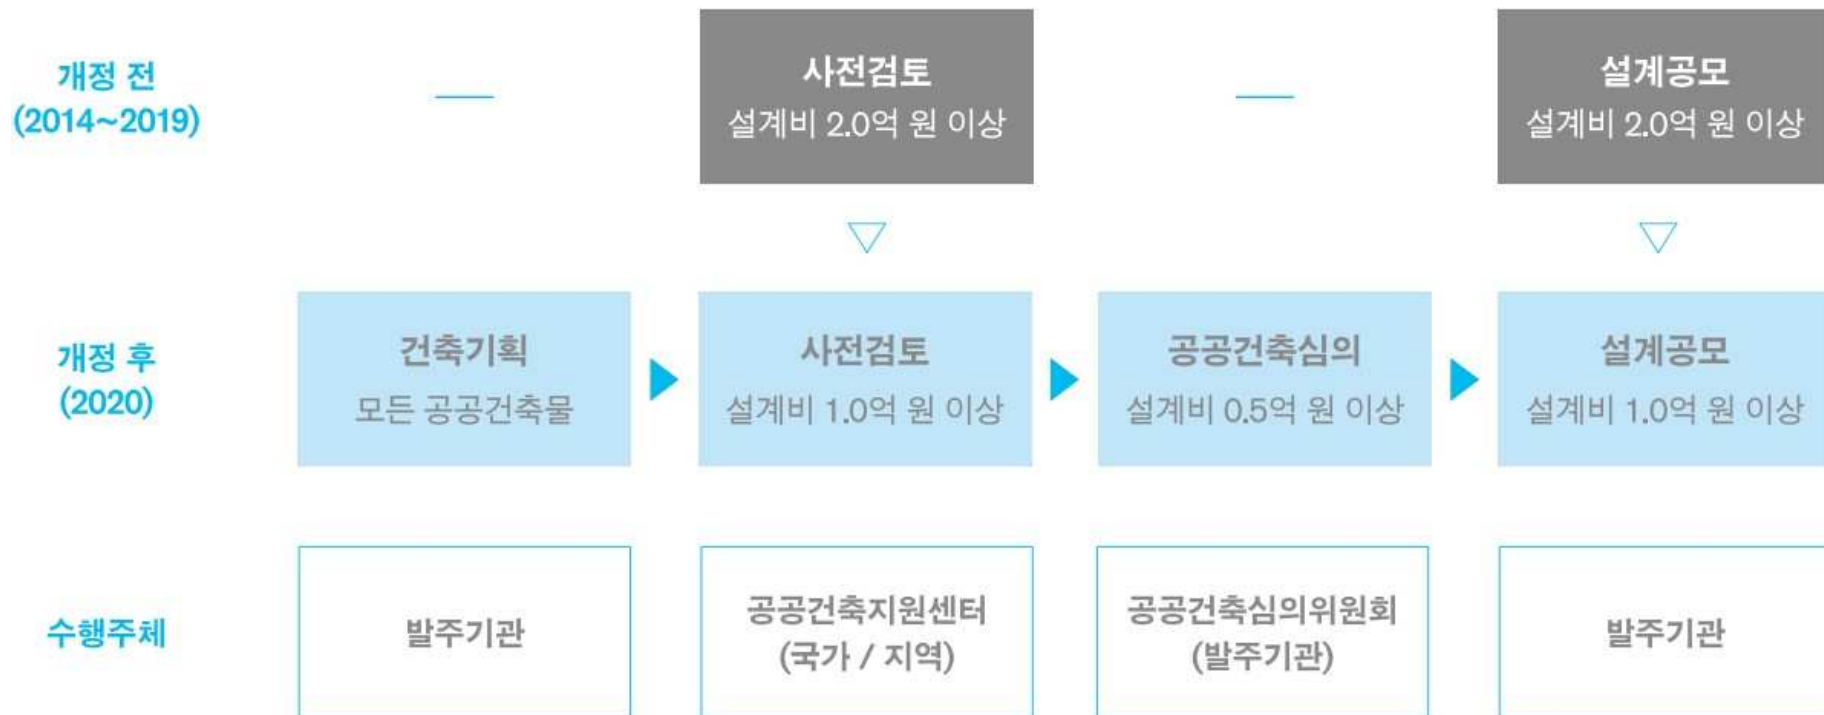 개정 전
(2014~2019)
—
사전검토
설계비 2.0억 원 이상
—
설계공모
설계비 2.0억 원 이상
개정 후
(2020)
건축기획
모든 공공건축물
사전검토
설계비 1.0억 원 이상
공공건축심의
설계비 0.5억 원 이상
설계공모
설계비 1.0억 원 이상
수행주체
발주기관
공공건축지원센터
(국가 / 지역)
공공건축심의위원회
(발주기관)
발주기관